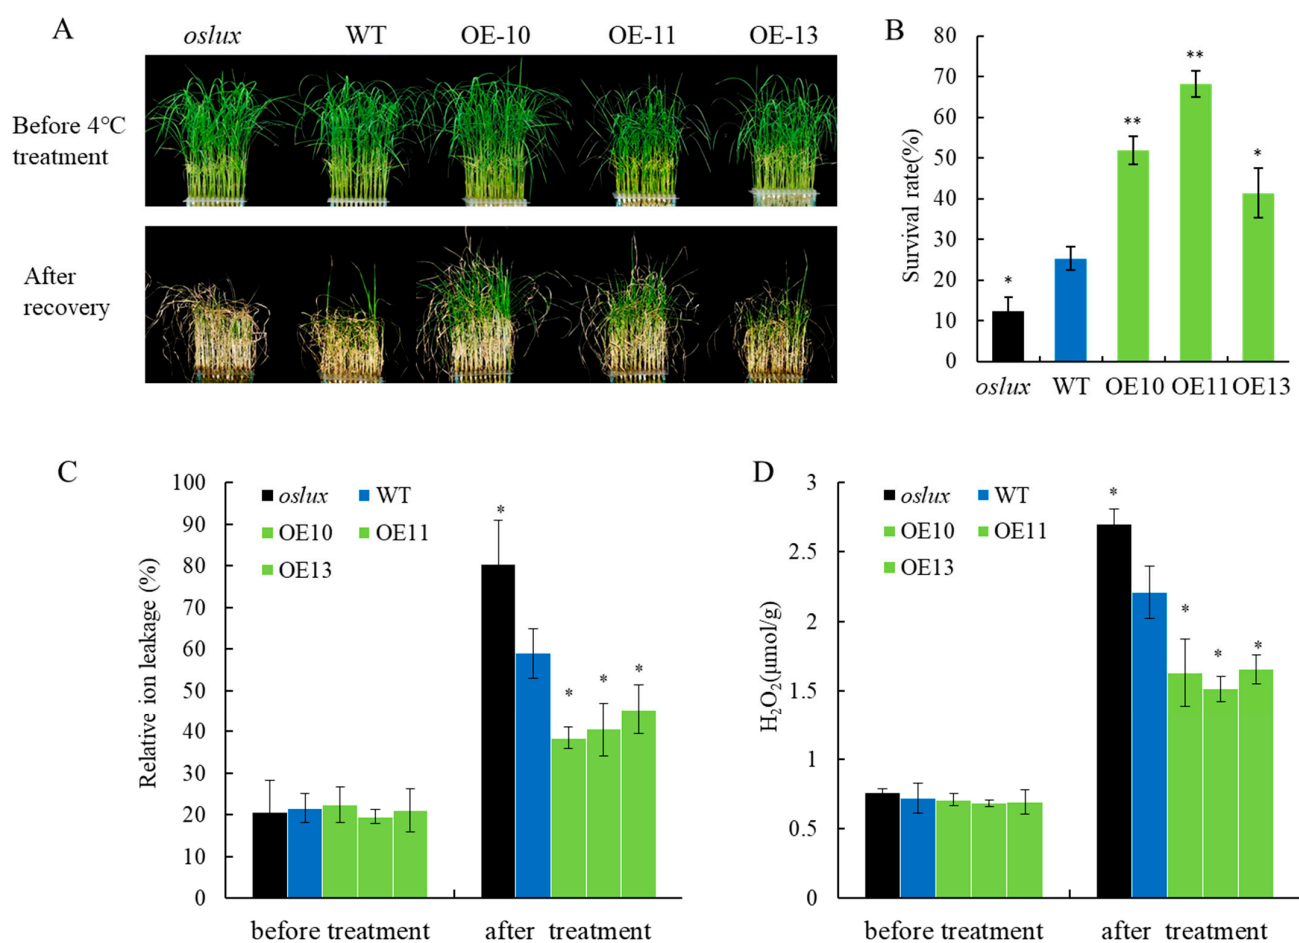 A
oslux WT OE-10 OE-11 OE-13
Before 4°C
treatment
After
recovery
B
Survival rate(%)
80
70
60
50
40
30
20
10
0
*
**
**
*
oslux WT OE10 OE11 OE13
C
Relative ion leakage (%)
100
90
80
70
60
50
40
30
20
10
0
oslux WT
OE10 OE11
OE13
*
*
*
*
before treatment after treatment
D
H₂O₂(μmol/g)
3
2.5
2
1.5
1
0.5
0
oslux WT
OE10 OE11
OE13
*
*
*
*
before treatment after treatment